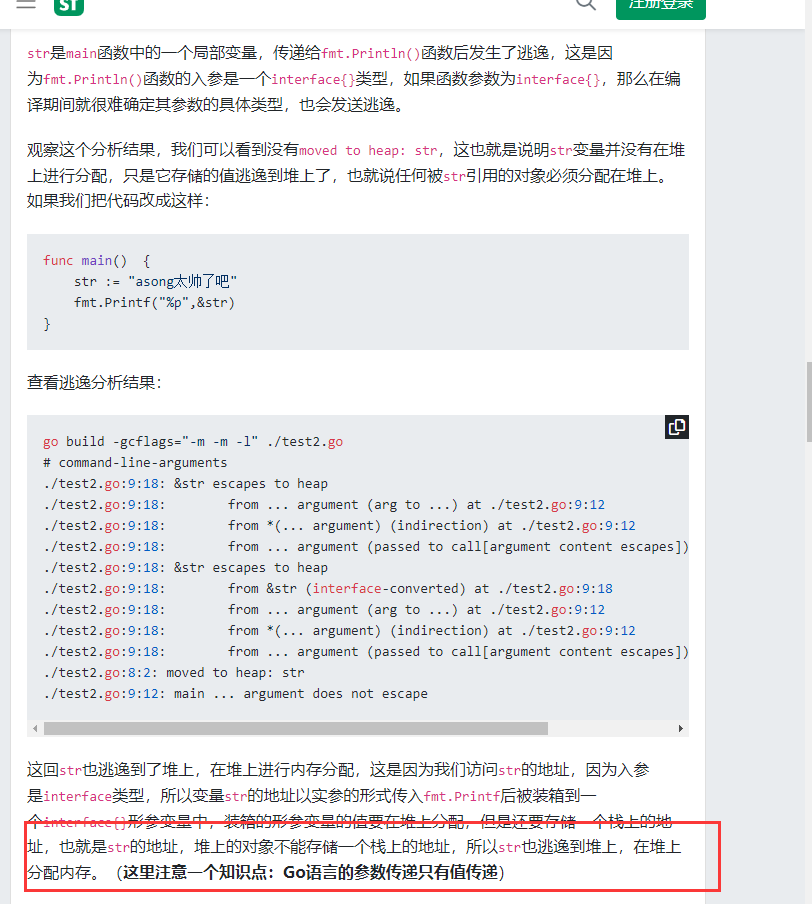 ST
注册登录
str是main函数中的一个局部变量，传递给fmt.Println()函数后发生了逃逸，这是因
为fmt.Println()函数的入参是一个interface{}类型，如果函数参数为interface{}，那么在编
译期间就很难确定其参数的具体类型，也会发送逃逸。
观察这个分析结果，我们可以看到没有moved to heap: str，这也就是说明str变量并没有在堆
上进行分配，只是它存储的值逃逸到堆上了，也就说任何被str引用的对象必须分配在堆上。
如果我们把代码改成这样：
func main()  {
    str := "asong太帅了吧"
    fmt.Printf("%p",&str)
}
查看逃逸分析结果：
go build -gcflags="-m -m -l" ./test2.go
# command-line-arguments
./test2.go:9:18: &str escapes to heap
./test2.go:9:18:        from ... argument (arg to ...) at ./test2.go:9:12
./test2.go:9:18:        from *(... argument) (indirection) at ./test2.go:9:12
./test2.go:9:18:        from ... argument (passed to call[argument content escapes])
./test2.go:9:18: &str escapes to heap
./test2.go:9:18:        from &str (interface-converted) at ./test2.go:9:18
./test2.go:9:18:        from ... argument (arg to ...) at ./test2.go:9:12
./test2.go:9:18:        from *(... argument) (indirection) at ./test2.go:9:12
./test2.go:9:18:        from ... argument (passed to call[argument content escapes])
./test2.go:8:2: moved to heap: str
./test2.go:9:12: main ... argument does not escape
这回str也逃逸到了堆上，在堆上进行内存分配，这是因为我们访问str的地址，因为入参
是interface类型，所以变量str的地址以实参的形式传入fmt.Printf后被装箱到一
个interface{}形参变量中，装箱的形参变量的值要在堆上分配，但是还要存储一个栈上的地
址，也就是str的地址，堆上的对象不能存储一个栈上的地址，所以str也逃逸到堆上，在堆上
分配内存。（这里注意一个知识点：Go语言的参数传递只有值传递）